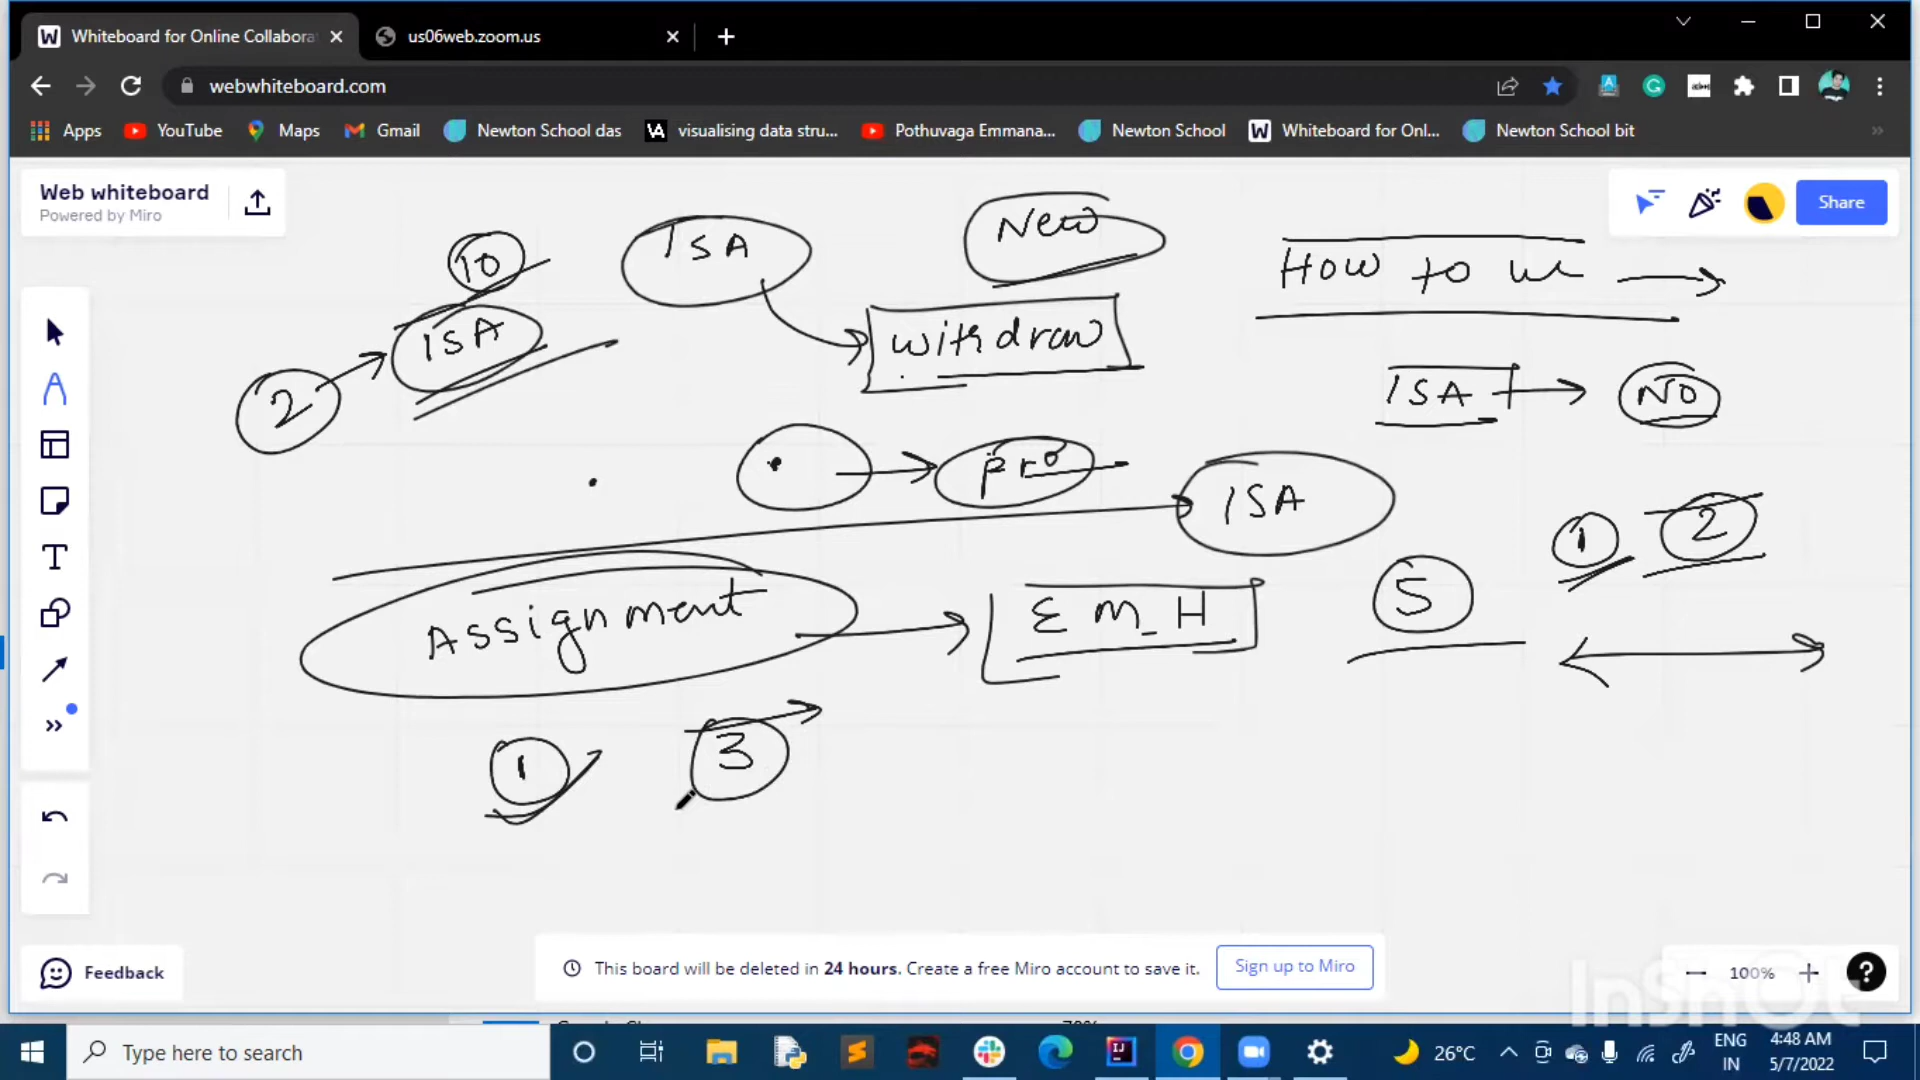 Whiteboard for Online Collabora
us06web.zoom.us
webwhiteboard.com
Apps
YouTube
Maps
Gmail
Newton School das
visualising data stru...
Pothuvaga Emmana...
Newton School
Whiteboard for Onl...
Newton School bit
Web whiteboard
Powered by Miro
Share
10
ISA
New
How to
ISA
withdraw
2
ISA
NO
pro
ISA
1 2
Assignment
E M_H
5
1 3
Feedback
This board will be deleted in 24 hours. Create a free Miro account to save it.
Sign up to Miro
100%
InShot
Type here to search
26°C
ENG
IN
4:48 AM
5/7/2022